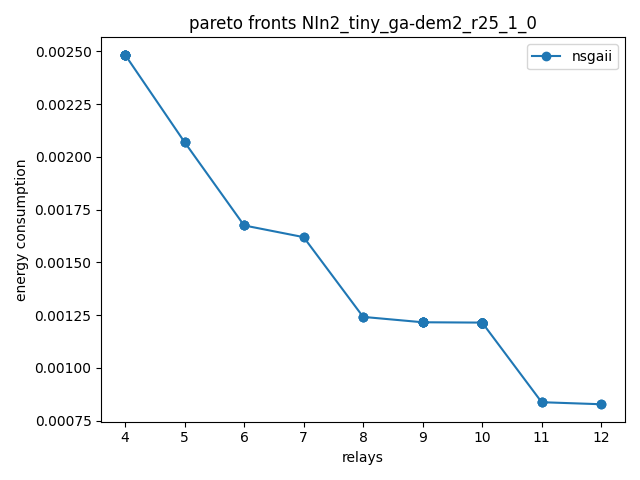 pareto fronts NIn2_tiny_ga-dem2_r25_1_0
nsgaii
energy consumption
0.00250
0.00225
0.00200
0.00175
0.00150
0.00125
0.00100
0.00075
4 5 6 7 8 9 10 11 12
relays